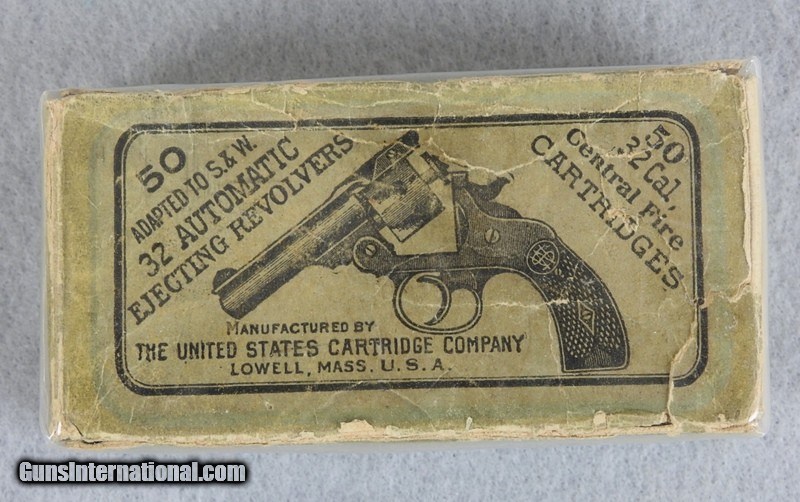 50
ADAPTED TO S.& W.
32 AUTOMATIC
EJECTING REVOLVERS
50
.32 Cal,
Central Fire
CARTRIDGES
MANUFACTURED BY
THE UNITED STATES CARTRIDGE COMPANY
LOWELL, MASS. U.S.A.
GunsInternational.com